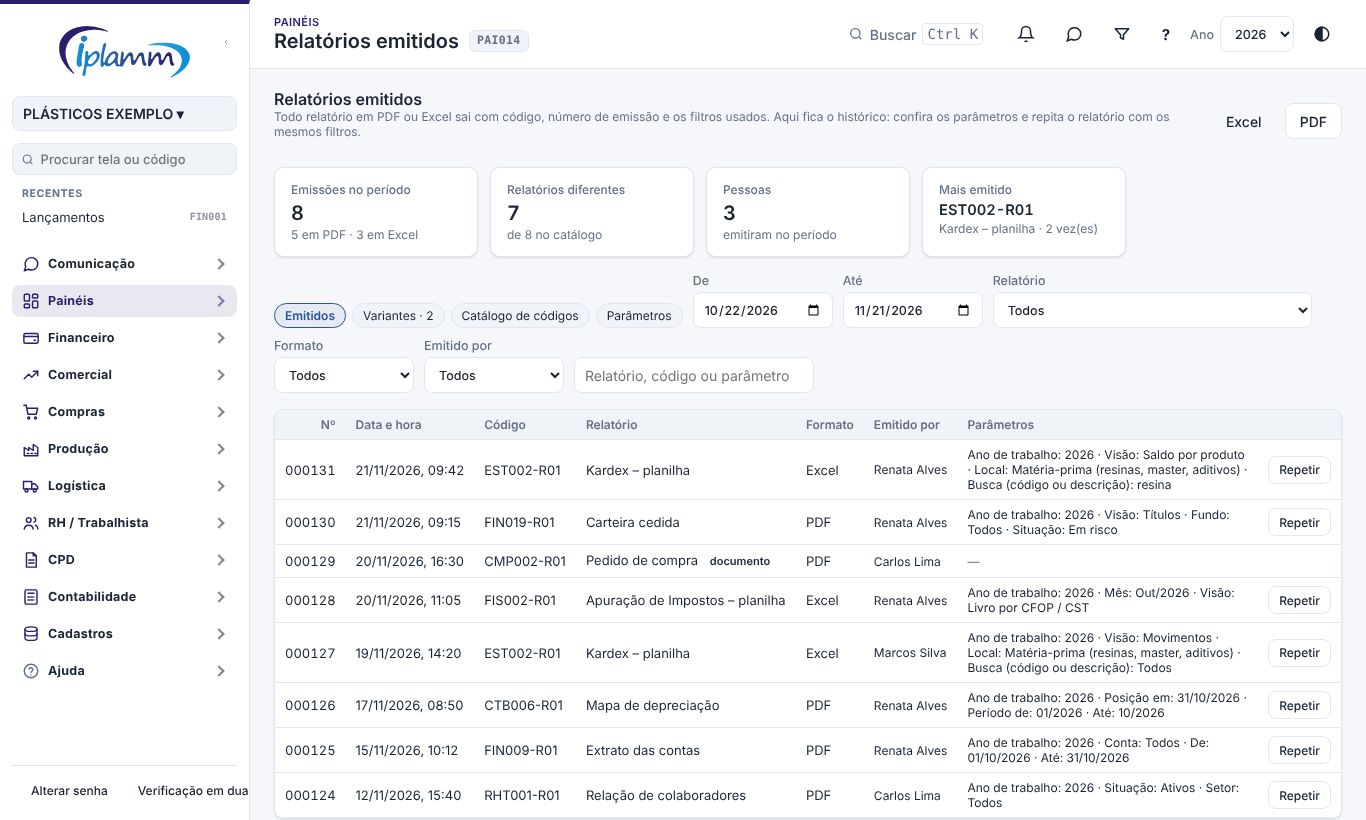 iplamm
‹
PLÁSTICOS EXEMPLO ▾
Procurar tela ou código
RECENTES
Lançamentos FIN001
Comunicação
Painéis
Financeiro
Comercial
Compras
Produção
Logística
RH / Trabalhista
CPD
Contabilidade
Cadastros
Ajuda
Alterar senha Verificação em dua
PAINÉIS
Relatórios emitidos PAI014
Buscar Ctrl K ? Ano 2026
Relatórios emitidos
Todo relatório em PDF ou Excel sai com código, número de emissão e os filtros usados. Aqui fica o histórico: confira os parâmetros e repita o relatório com os
mesmos filtros.
Excel PDF
Emissões no período
8
5 em PDF · 3 em Excel
Relatórios diferentes
7
de 8 no catálogo
Pessoas
3
emitiram no período
Mais emitido
EST002-R01
Kardex – planilha · 2 vez(es)
Emitidos Variantes · 2 Catálogo de códigos Parâmetros
De
10/22/2026
Até
11/21/2026
Relatório
Todos
Formato
Todos
Emitido por
Todos
Relatório, código ou parâmetro
Nº Data e hora Código Relatório Formato Emitido por Parâmetros
000131 21/11/2026, 09:42 EST002-R01 Kardex – planilha Excel Renata Alves Ano de trabalho: 2026 · Visão: Saldo por produto
· Local: Matéria-prima (resinas, master, aditivos) ·
Busca (código ou descrição): resina
Repetir
000130 21/11/2026, 09:15 FIN019-R01 Carteira cedida PDF Renata Alves Ano de trabalho: 2026 · Visão: Títulos · Fundo:
Todos · Situação: Em risco
Repetir
000129 20/11/2026, 16:30 CMP002-R01 Pedido de compra documento PDF Carlos Lima —
000128 20/11/2026, 11:05 FIS002-R01 Apuração de Impostos – planilha Excel Renata Alves Ano de trabalho: 2026 · Mês: Out/2026 · Visão:
Livro por CFOP / CST
Repetir
000127 19/11/2026, 14:20 EST002-R01 Kardex – planilha Excel Marcos Silva Ano de trabalho: 2026 · Visão: Movimentos ·
Local: Matéria-prima (resinas, master, aditivos) ·
Busca (código ou descrição): Todos
Repetir
000126 17/11/2026, 08:50 CTB006-R01 Mapa de depreciação PDF Renata Alves Ano de trabalho: 2026 · Posição em: 31/10/2026 ·
Período de: 01/2026 · Até: 10/2026
Repetir
000125 15/11/2026, 10:12 FIN009-R01 Extrato das contas PDF Renata Alves Ano de trabalho: 2026 · Conta: Todos · De:
01/10/2026 · Até: 31/10/2026
Repetir
000124 12/11/2026, 15:40 RHT001-R01 Relação de colaboradores PDF Carlos Lima Ano de trabalho: 2026 · Situação: Ativos · Setor:
Todos
Repetir